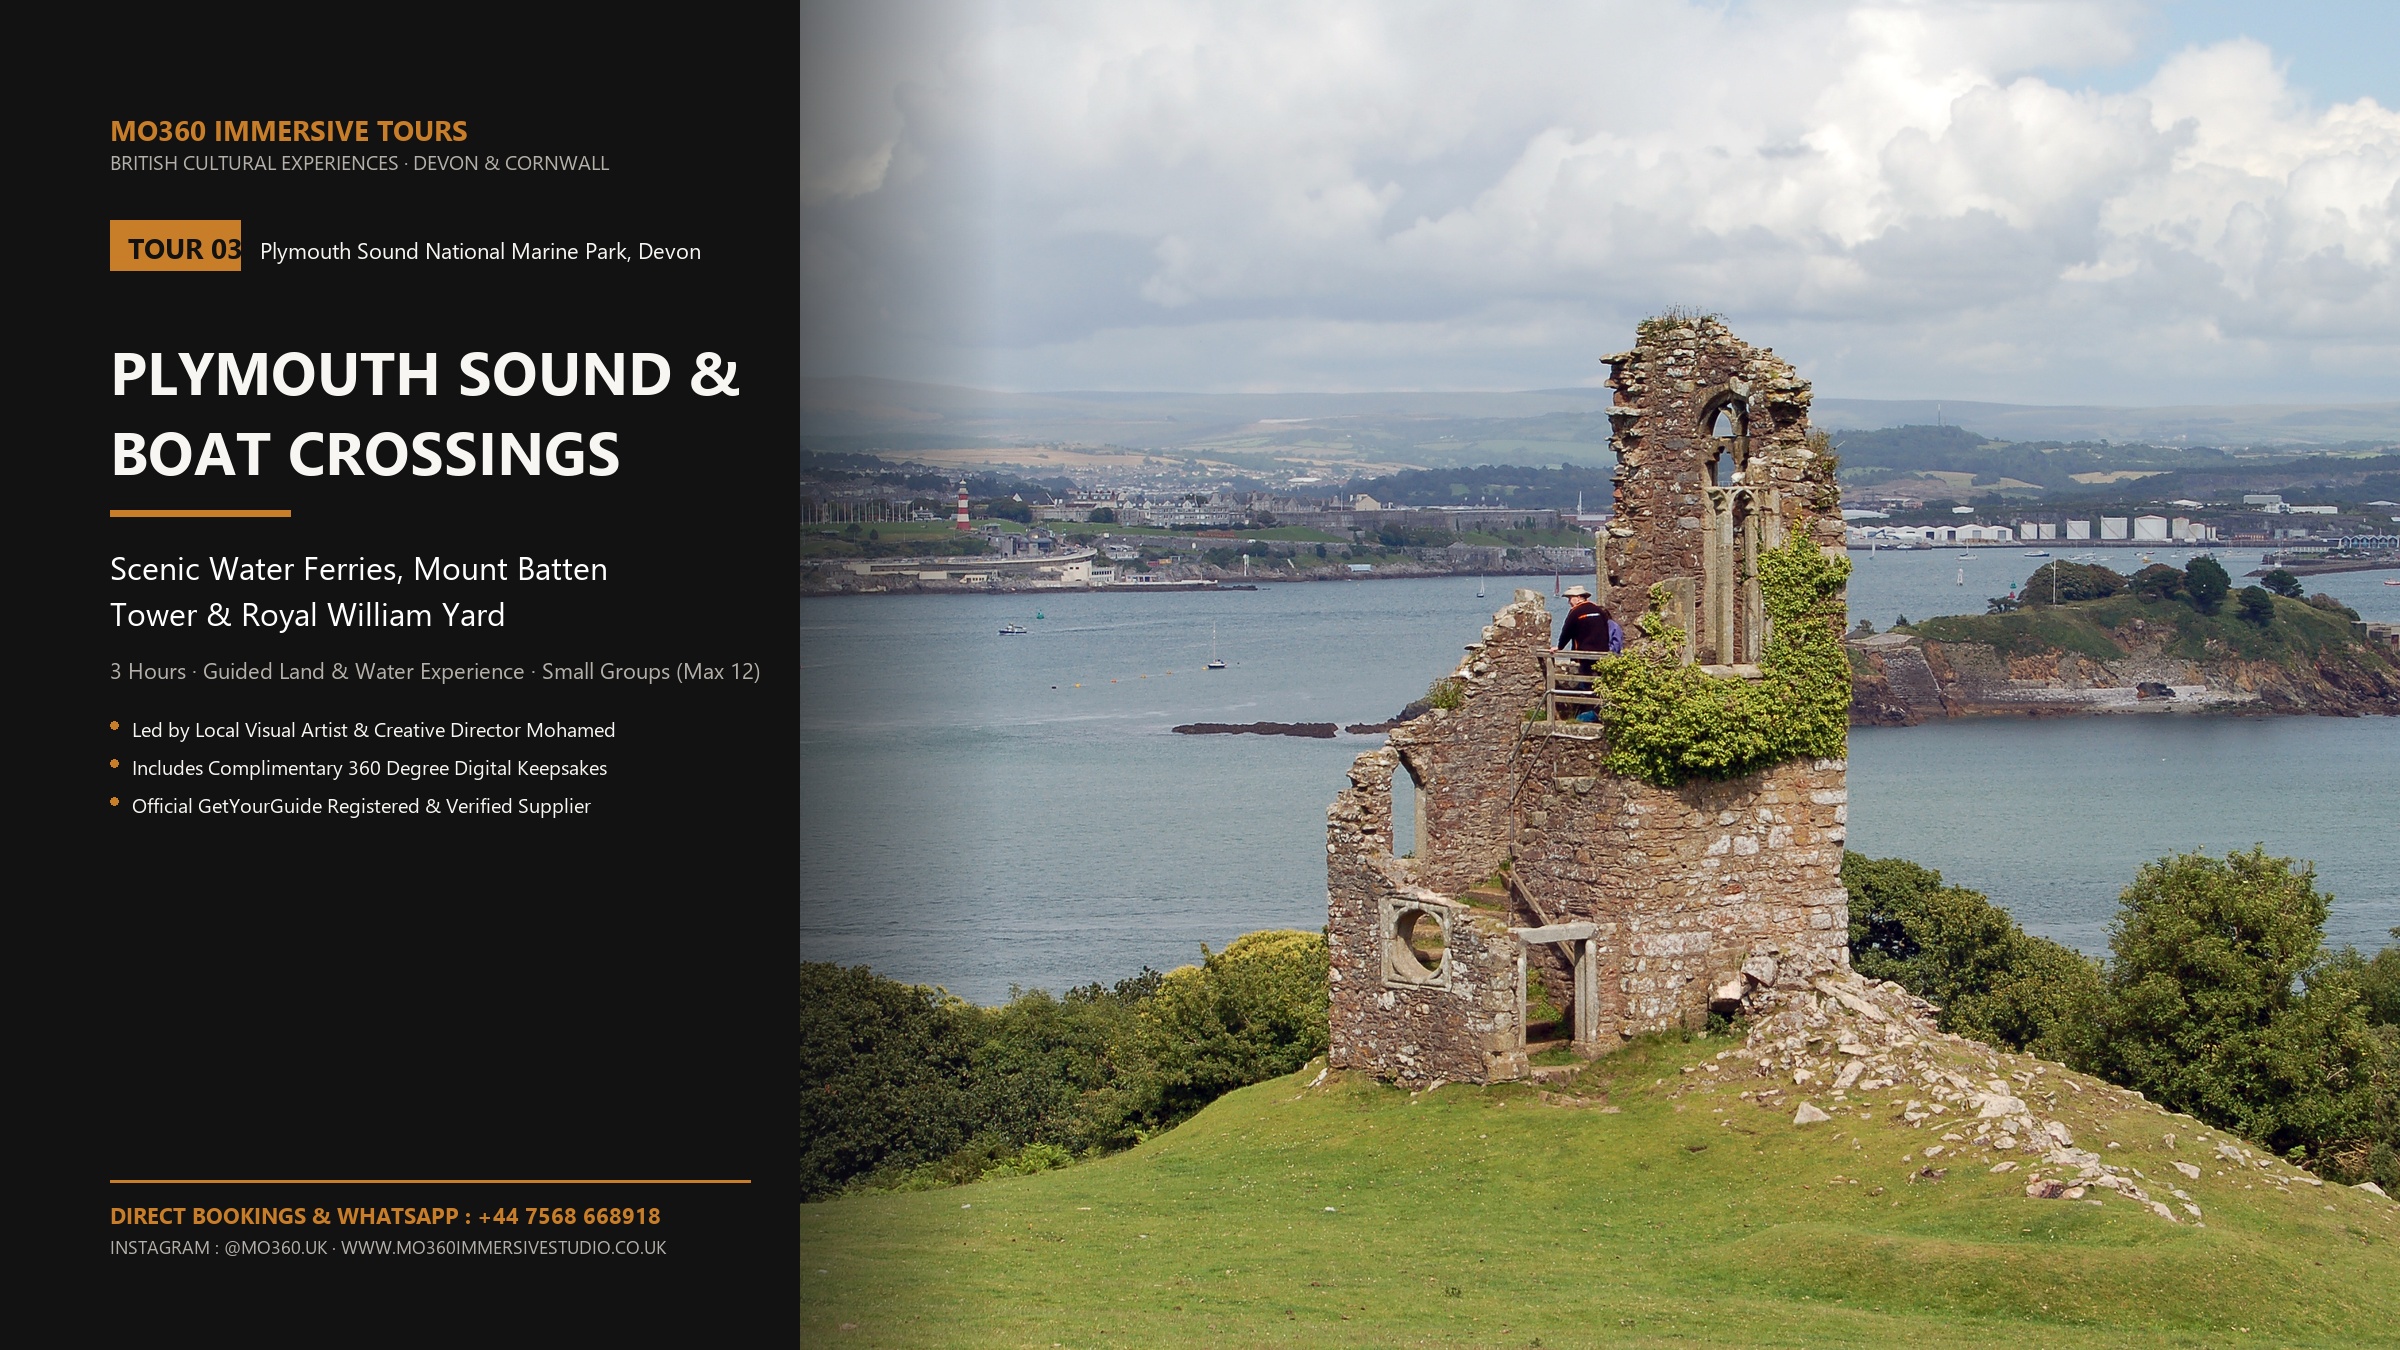 MO360 IMMERSIVE TOURS
BRITISH CULTURAL EXPERIENCES · DEVON & CORNWALL
TOUR 03 Plymouth Sound National Marine Park, Devon
PLYMOUTH SOUND &
BOAT CROSSINGS
Scenic Water Ferries, Mount Batten
Tower & Royal William Yard
3 Hours · Guided Land & Water Experience · Small Groups (Max 12)
Led by Local Visual Artist & Creative Director Mohamed
Includes Complimentary 360 Degree Digital Keepsakes
Official GetYourGuide Registered & Verified Supplier
DIRECT BOOKINGS & WHATSAPP : +44 7568 668918
INSTAGRAM : @MO360.UK · WWW.MO360IMMERSIVESTUDIO.CO.UK